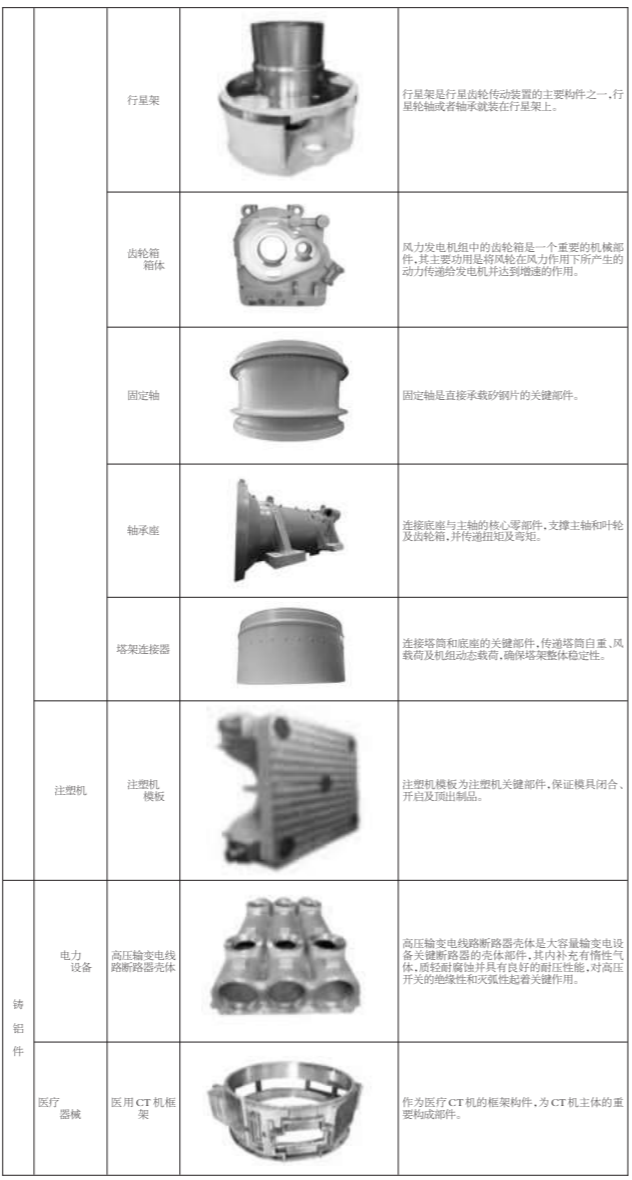 行星架
行星架是行星齿轮传动装置的主要构件之一,行
星轮轴或者轴承就装在行星架上。
齿轮箱
箱体
风力发电机组中的齿轮箱是一个重要的机械部
件,其主要功用是将风轮在风力作用下所产生的
动力传递给发电机并达到增速的作用。
固定轴
固定轴是直接承载矽钢片的关键部件。
轴承座
连接底座与主轴的核心零部件,支撑主轴和叶轮
及齿轮箱,并传递扭矩及弯矩。
塔架连接器
连接塔筒和底座的关键部件,传递塔筒自重、风
载荷及机组动态载荷,确保塔架整体稳定性。
注塑机
注塑机
模板
注塑机模板为注塑机关键部件,保证模具闭合、
开启及顶出制品。
铸
铝
件
电力
设备
高压输变电线
路断路器壳体
高压输变电线路断路器壳体是大容量输变电设
备关键断路器的壳体部件,其内补充有惰性气
体,质轻耐腐蚀并具有良好的耐压性能,对高压
开关的绝缘性和灭弧性起着关键作用。
医疗
器械
医用CT机框
架
作为医疗CT机的框架构件,为CT机主体的重
要构成部件。